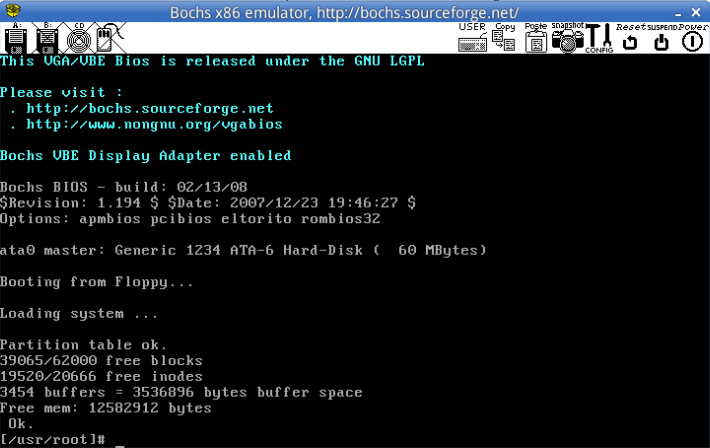 Bochs x86 emulator, http://bochs.sourceforge.net/
A: B: CD USER Copy Paste snapshot CONFIG Reset SUSPEND Power
This VGA/VBE Bios is released under the GNU LGPL
Please visit :
. http://bochs.sourceforge.net
. http://www.nongnu.org/vgabios
Bochs VBE Display Adapter enabled
Bochs BIOS - build: 02/13/08
$Revision: 1.194 $ $Date: 2007/12/23 19:46:27 $
Options: apmbios pcibios eltorito rombios32
ata0 master: Generic 1234 ATA-6 Hard-Disk (  60 MBytes)
Booting from Floppy...
Loading system ...
Partition table ok.
39065/62000 free blocks
19520/20666 free inodes
3454 buffers = 3536896 bytes buffer space
Free mem: 12582912 bytes
Ok.
[/usr/root]# _